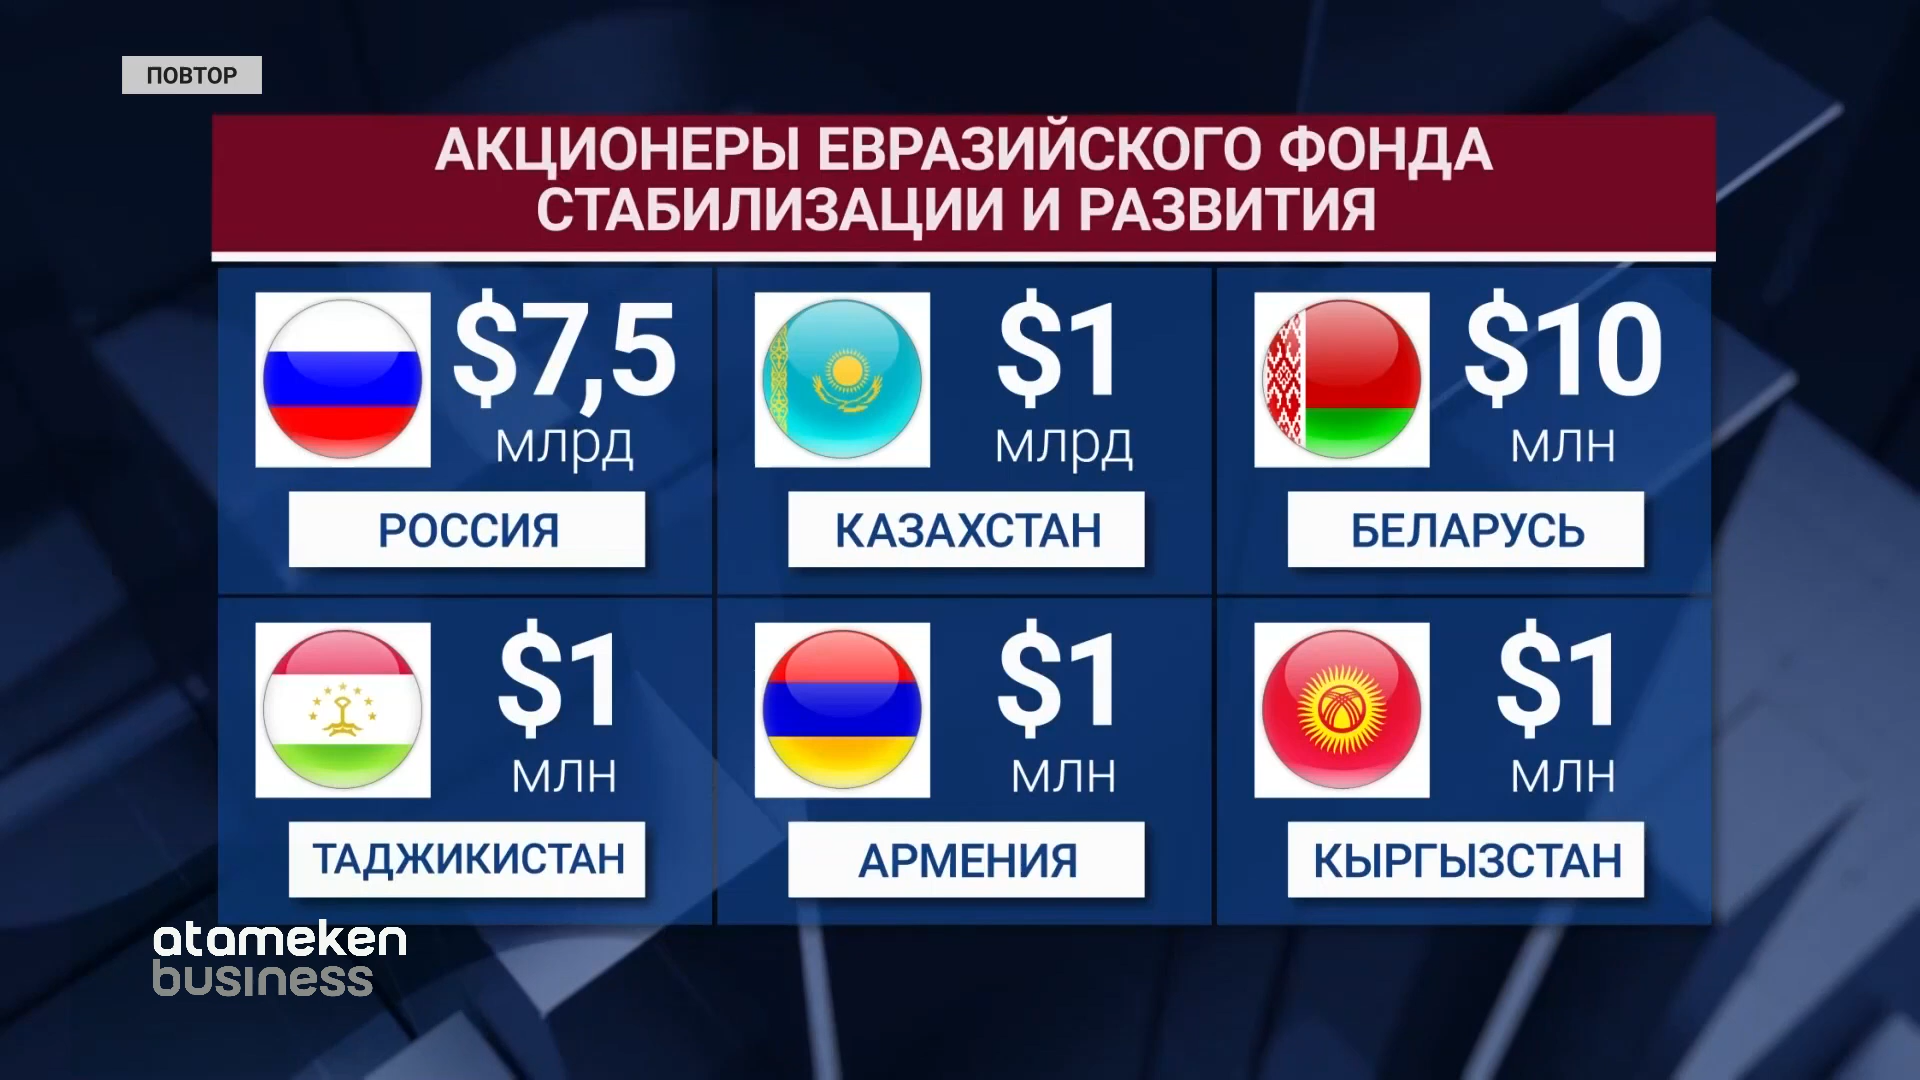 ПОВТОР
АКЦИОНЕРЫ ЕВРАЗИЙСКОГО ФОНДА
СТАБИЛИЗАЦИИ И РАЗВИТИЯ
$7,5
млрд
РОССИЯ
$1
млрд
КАЗАХСТАН
$10
млн
БЕЛАРУСЬ
$1
млн
ТАДЖИКИСТАН
$1
млн
АРМЕНИЯ
$1
млн
КЫРГЫЗСТАН
atameken
business